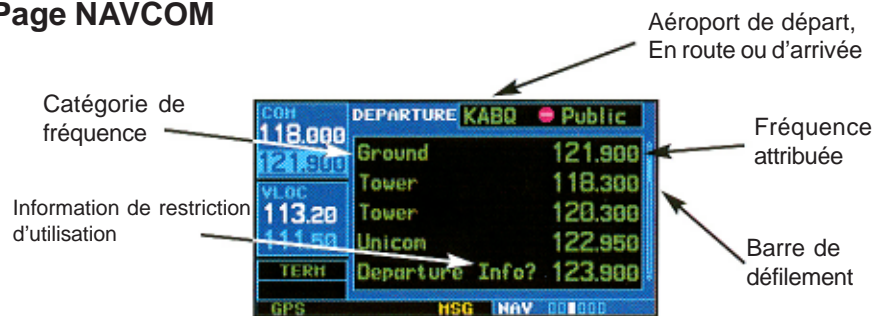 Page NAVCOM
Aéroport de départ,
En route ou d'arrivée
Catégorie de
fréquence
Information de restriction
d'utilisation
Fréquence
attribuée
Barre de
défilement
COM
118.000
121.900
VLOC
113.20
111.50
TERM
GPS
DEPARTURE KABQ Public
Ground 121.900
Tower 118.300
Tower 120.300
Unicom 122.950
Departure Info? 123.900
MSG NAV